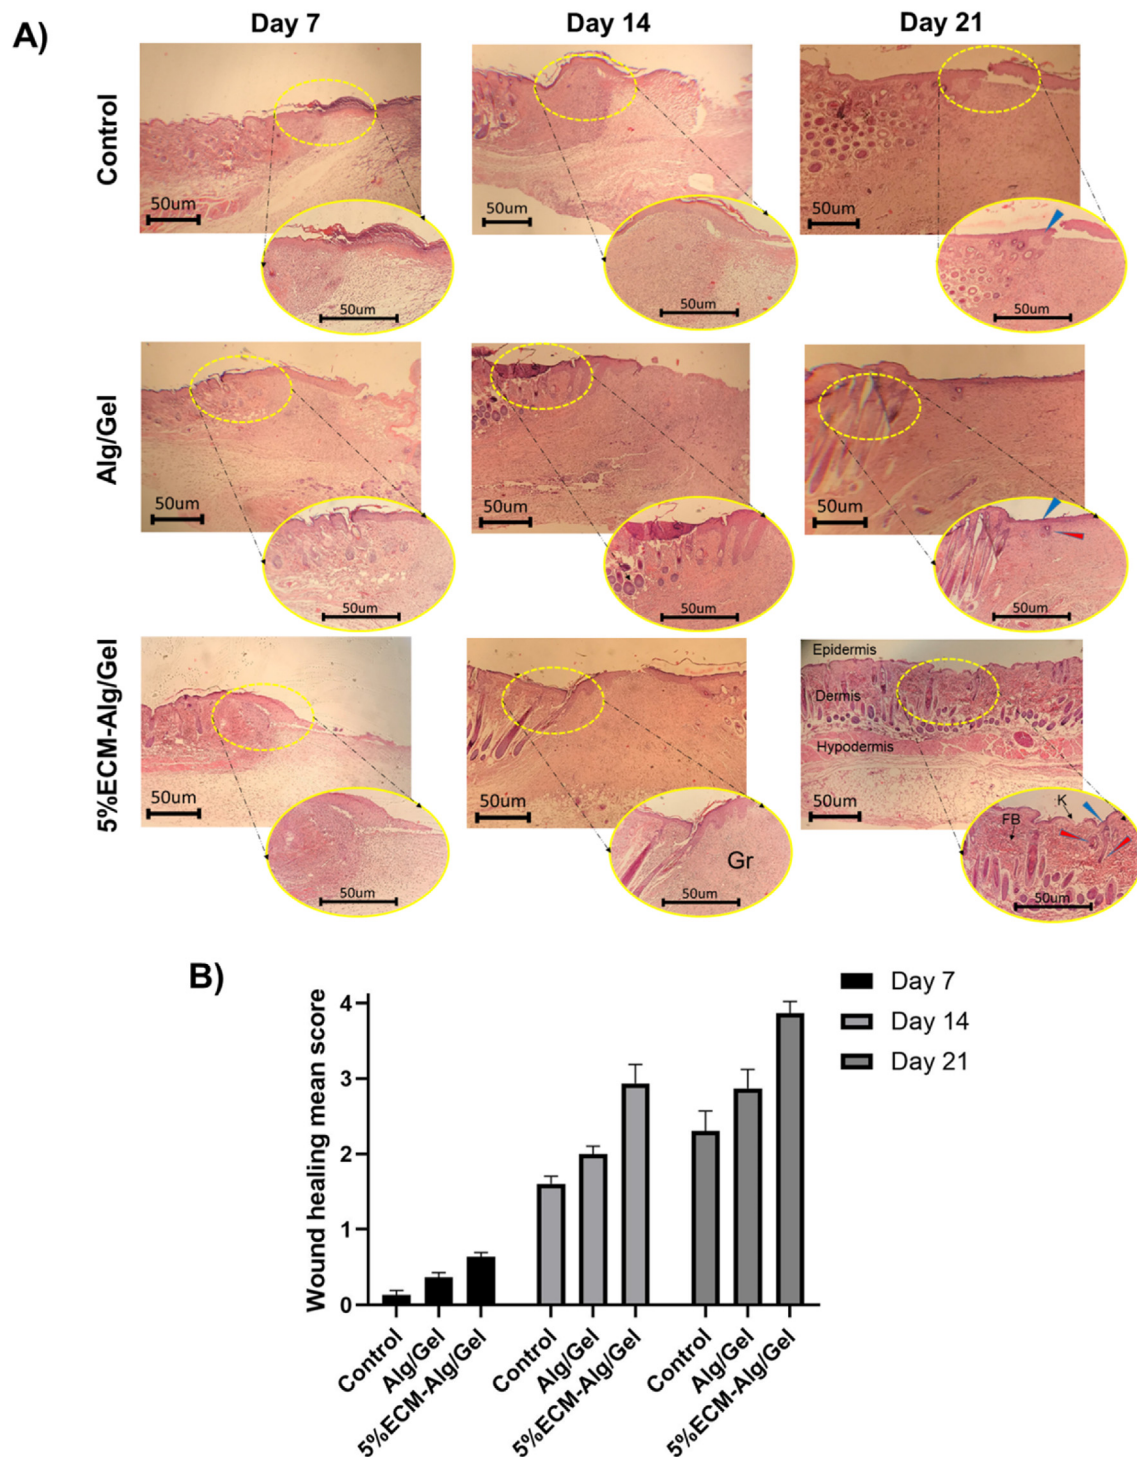 A)
Day 7
Day 14
Day 21
Control
50um
50um
50um
50um
50um
50um
Alg/Gel
50um
50um
50um
50um
50um
50um
5%ECM-Alg/Gel
Epidermis
Dermis
Hypodermis
50um
50um
50um
K
FB
Gr
50um
50um
50um
B)
Wound healing mean score
4
3
2
1
0
Control
Alg/Gel
5%ECM-Alg/Gel
Control
Alg/Gel
5%ECM-Alg/Gel
Control
Alg/Gel
5%ECM-Alg/Gel
Day 7
Day 14
Day 21